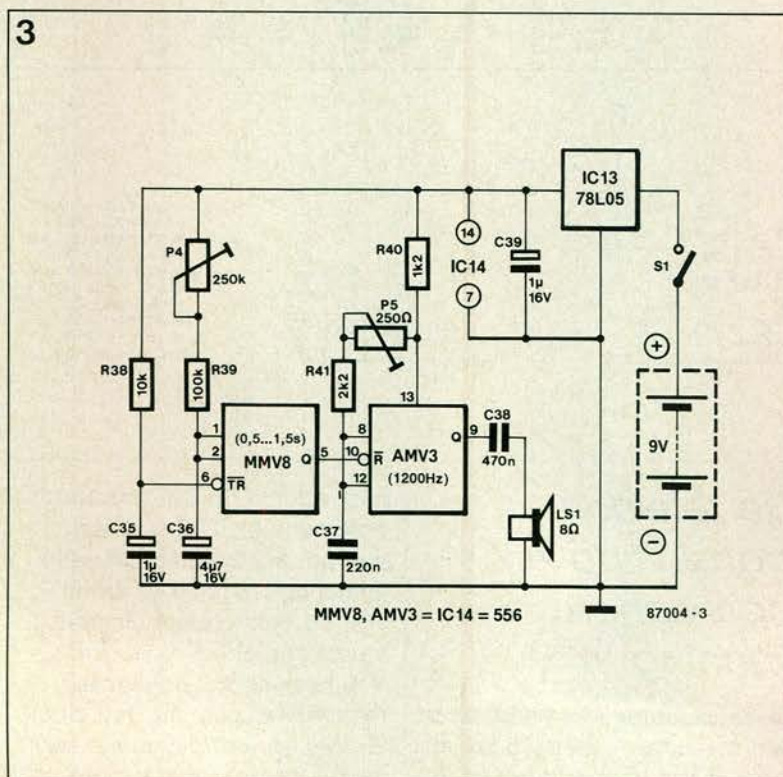 3
IC13
78L05
P4
250k
R40
1k2
14
IC14
7
C39
1µ
16V
S1
P5
250Ω
R38
10k
R39
100k
R41
2k2
+
9V
−
1
2
6
TR
(0,5...1,5s)
MMV8
Q
5
13
8
10
R
12
AMV3
(1200Hz)
Q
9
C38
470n
LS1
8Ω
C35
1µ
16V
C36
4µ7
16V
C37
220n
MMV8, AMV3 = IC14 = 556
87004 - 3